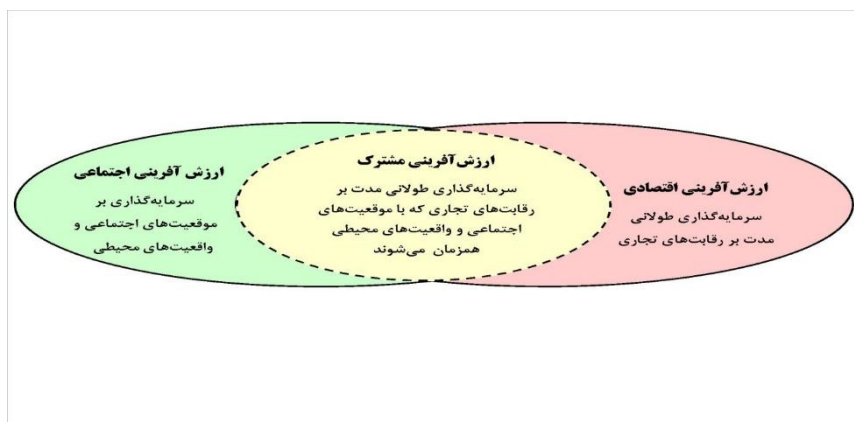 ارزش‌آفرینی اقتصادی
سرمایه‌گذاری طولانی
مدت بر رقابت‌های تجاری
ارزش‌آفرینی مشترک
سرمایه‌گذاری طولانی مدت بر
رقابت‌های تجاری که با موقعیت‌های
اجتماعی و واقعیت‌های محیطی
همزمان می‌شوند
ارزش آفرینی اجتماعی
سرمایه‌گذاری بر
موقعیت‌های اجتماعی و
واقعیت‌های محیطی